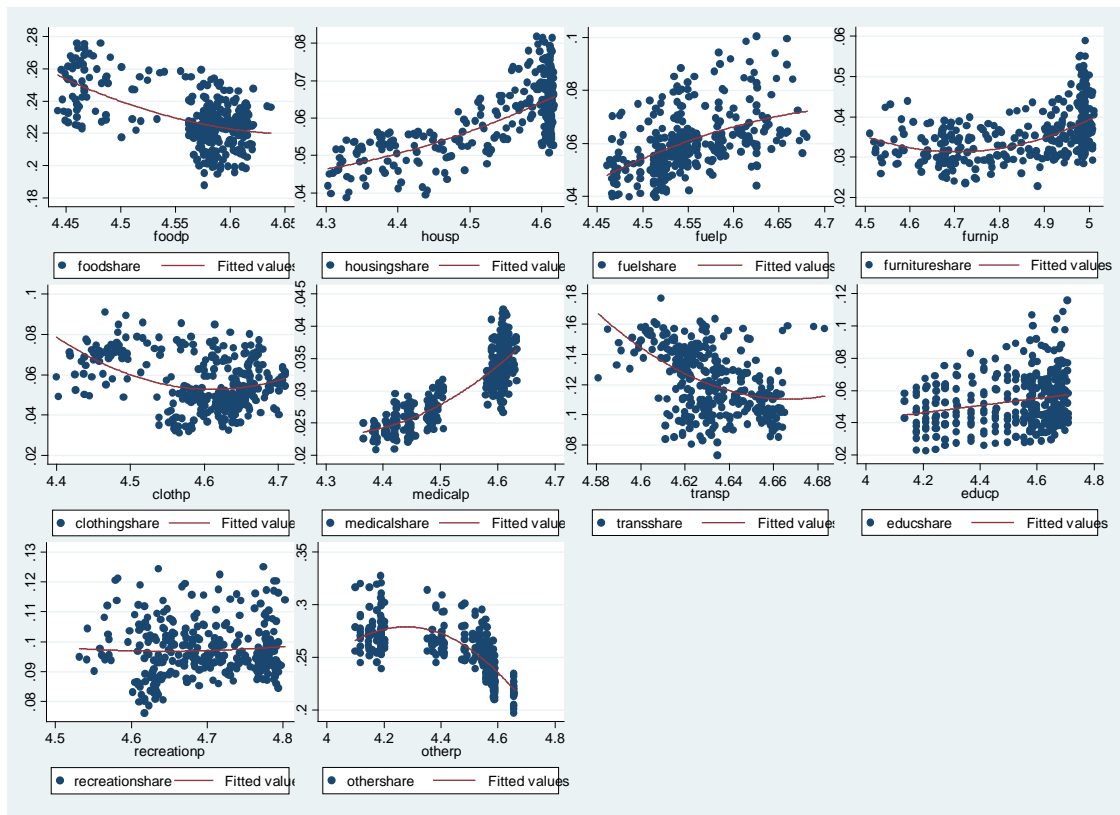 .18 .2 .22 .24 .26 .28
4.45 4.5 4.55 4.6 4.65
foodp
foodshare Fitted values
.04 .05 .06 .07 .08
4.3 4.4 4.5 4.6
housp
housingshare Fitted values
.04 .06 .08 .1
4.45 4.5 4.55 4.6 4.65 4.7
fuelp
fuelshare Fitted values
.02 .03 .04 .05 .06
4.5 4.6 4.7 4.8 4.9 5
furnip
furnitureshare Fitted values
.02 .04 .06 .08 .1
4.4 4.5 4.6 4.7
clothp
clothingshare Fitted values
.02 .025 .03 .035 .04 .045
4.3 4.4 4.5 4.6 4.7
medicalp
medicalshare Fitted values
.08 .1 .12 .14 .16 .18
4.58 4.6 4.62 4.64 4.66 4.68
transp
transshare Fitted values
.02 .04 .06 .08 .1 .12
4 4.2 4.4 4.6 4.8
educp
educshare Fitted values
.08 .09 .1 .11 .12 .13
4.5 4.6 4.7 4.8
recreationp
recreationshare Fitted values
.2 .25 .3 .35
4 4.2 4.4 4.6 4.8
otherp
othershare Fitted values